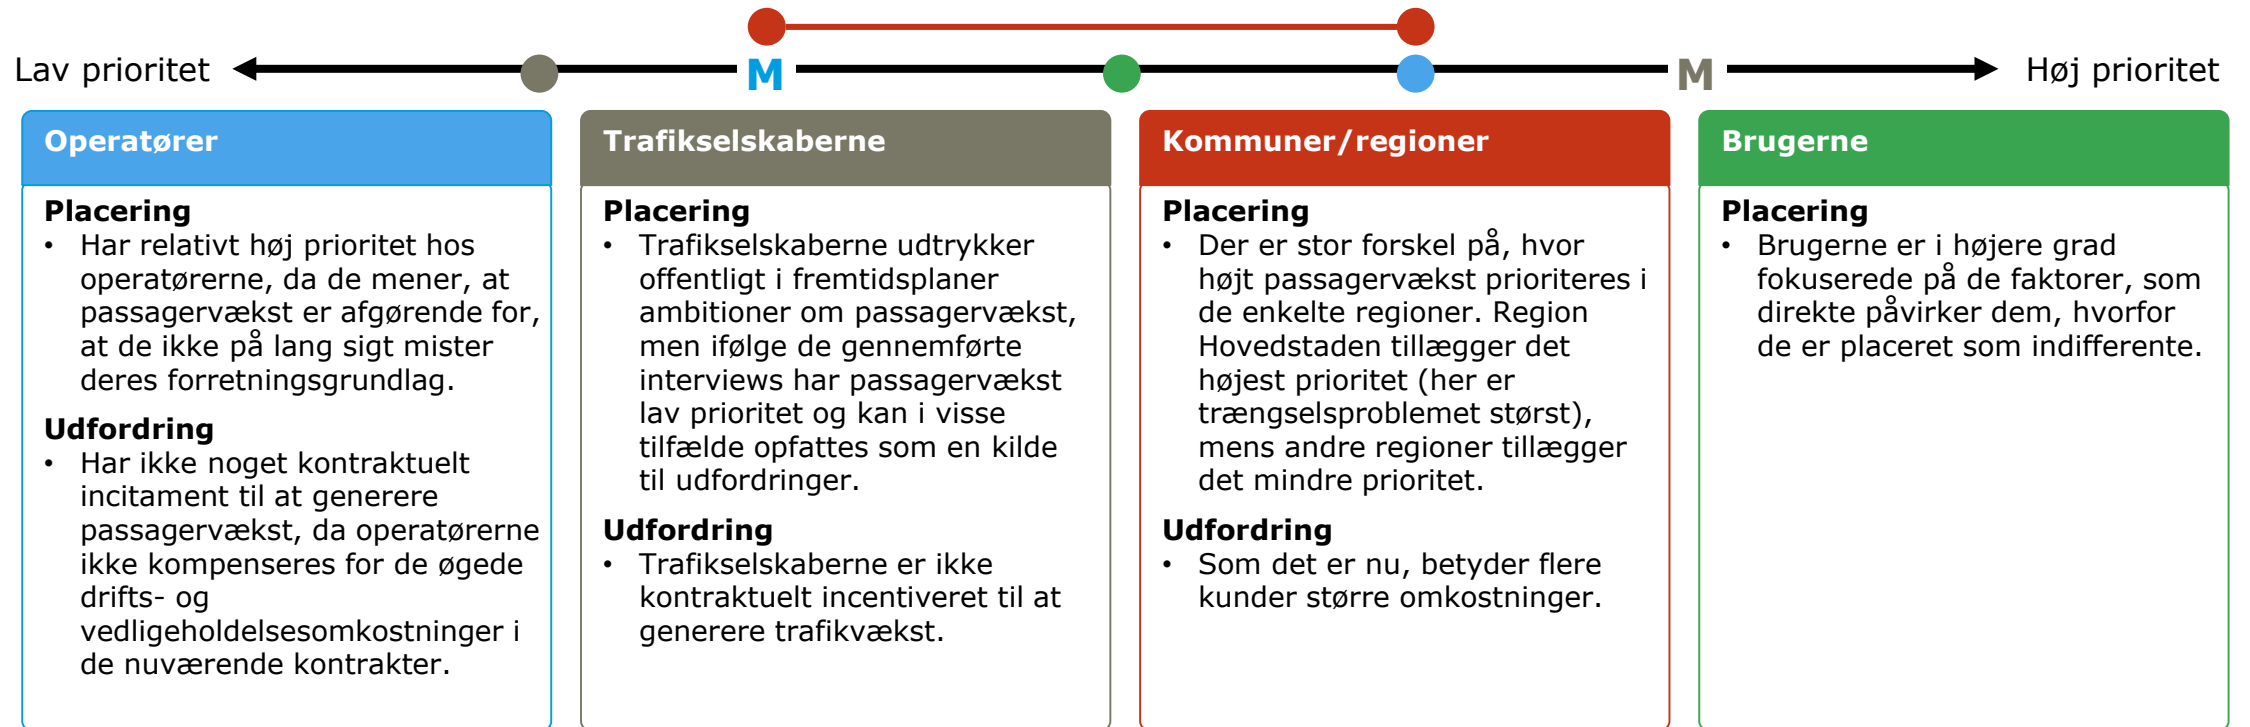 Lav prioritet
M
M
Høj prioritet
Operatører
Placering
• Har relativt høj prioritet hos
operatørerne, da de mener, at
passagervækst er afgørende for,
at de ikke på lang sigt mister
deres forretningsgrundlag.
Udfordring
• Har ikke noget kontraktuelt
incitament til at generere
passagervækst, da operatørerne
ikke kompenseres for de øgede
drifts- og
vedligeholdelsesomkostninger i
de nuværende kontrakter.
Trafikselskaberne
Placering
• Trafikselskaberne udtrykker
offentligt i fremtidsplaner
ambitioner om passagervækst,
men ifølge de gennemførte
interviews har passagervækst
lav prioritet og kan i visse
tilfælde opfattes som en kilde
til udfordringer.
Udfordring
• Trafikselskaberne er ikke
kontraktuelt incentiveret til at
generere trafikvækst.
Kommuner/regioner
Placering
• Der er stor forskel på, hvor
højt passagervækst prioriteres i
de enkelte regioner. Region
Hovedstaden tillægger det
højest prioritet (her er
trængselsproblemet størst),
mens andre regioner tillægger
det mindre prioritet.
Udfordring
• Som det er nu, betyder flere
kunder større omkostninger.
Brugerne
Placering
• Brugerne er i højere grad
fokuserede på de faktorer, som
direkte påvirker dem, hvorfor
de er placeret som indifferente.